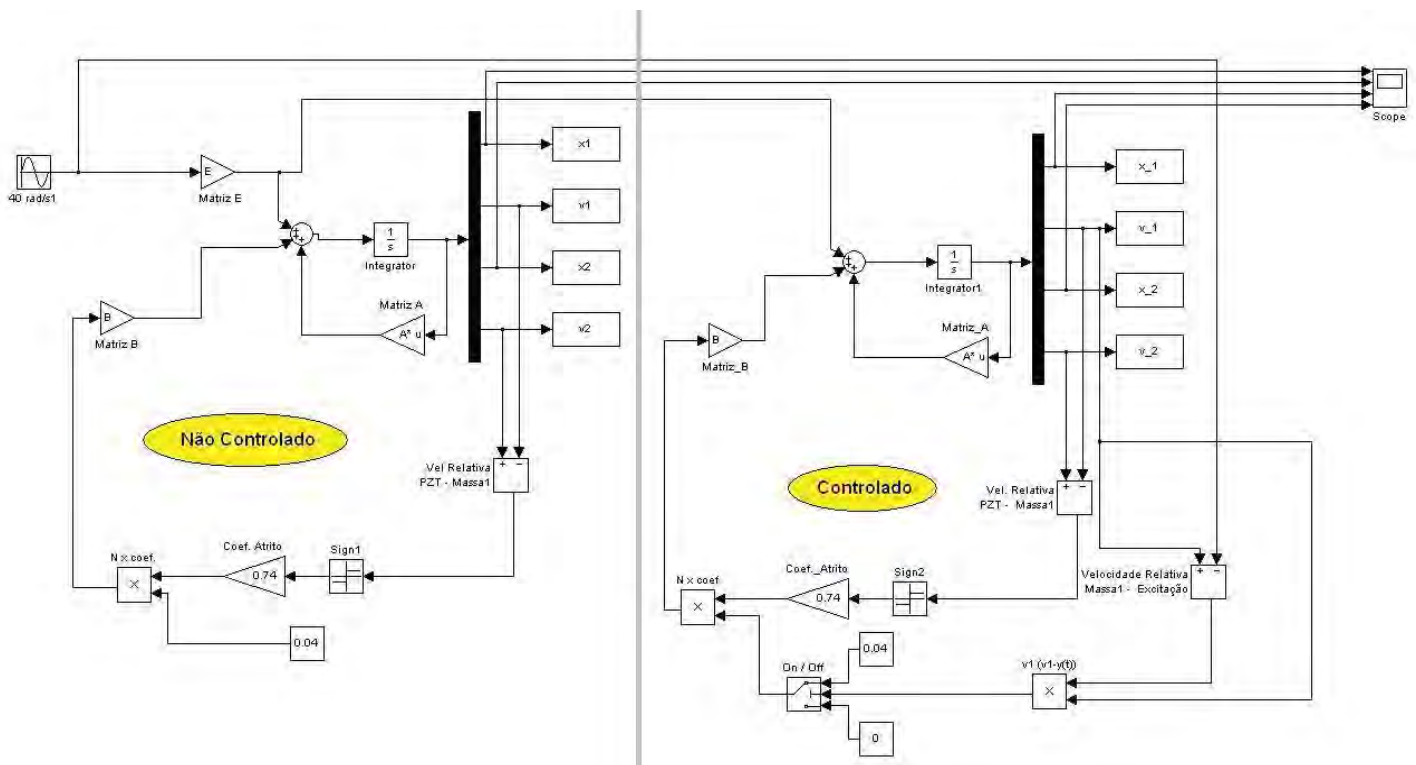 40 rad/s1
E
Matriz E
B
Matriz B
1
s
Integrator
Matriz A
A* u
x1
v1
x2
v2
Não Controlado
Vel Relativa
PZT - Massa1
N x coef.
×
Coef. Atrito
0.74
Sign1
0.04
Scope
B
Matriz_B
1
s
Integrator1
Matriz_A
A* u
x_1
v_1
x_2
v_2
Controlado
Vel. Relativa
PZT - Massa1
Velocidade Relativa
Massa1 - Excitação
N x coef
×
Coef._Atrito
0.74
Sign2
On / Off
0.04
0
v1 (v1-y(t))
×